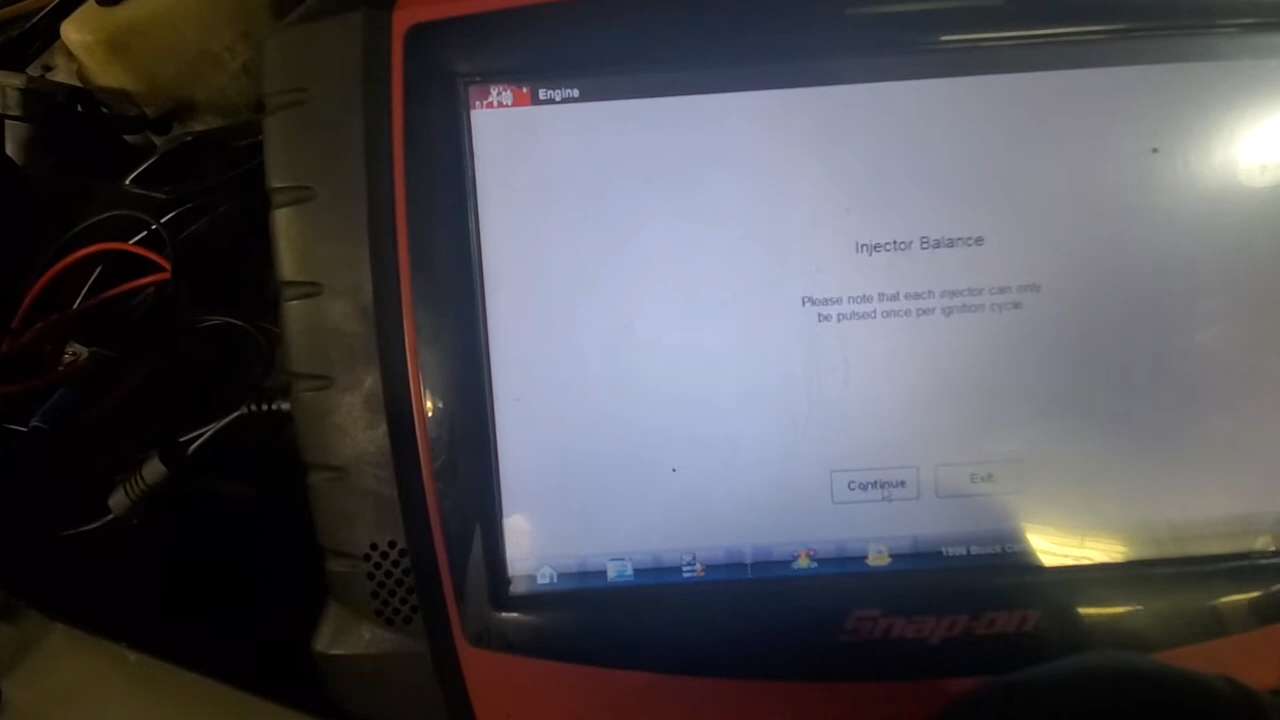 Engine
Injector Balance
Please note that each injector can only
be pulsed once per ignition cycle
Continue
Exit
Buick
Snap-on